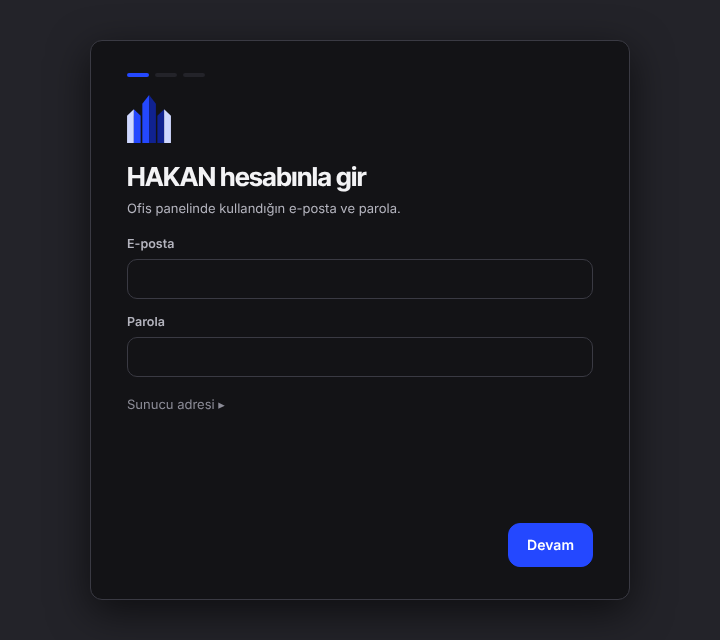 HAKAN hesabınla gir
Ofis panelinde kullandığın e-posta ve parola.
E-posta
Parola
Sunucu adresi ▸
Devam